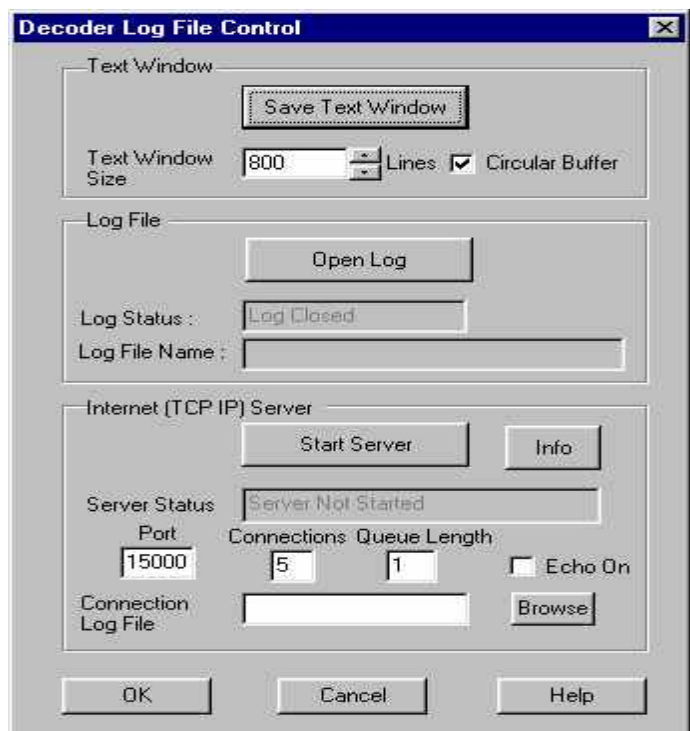 Decoder Log File Control
Text Window
Save Text Window
Text Window Size 800 Lines Circular Buffer
Log File
Open Log
Log Status : Log Closed
Log File Name :
Internet (TCP IP) Server
Start Server Info
Server Status Server Not Started
Port Connections Queue Length
15000 5 1 Echo On
Connection Log File Browse
OK Cancel Help